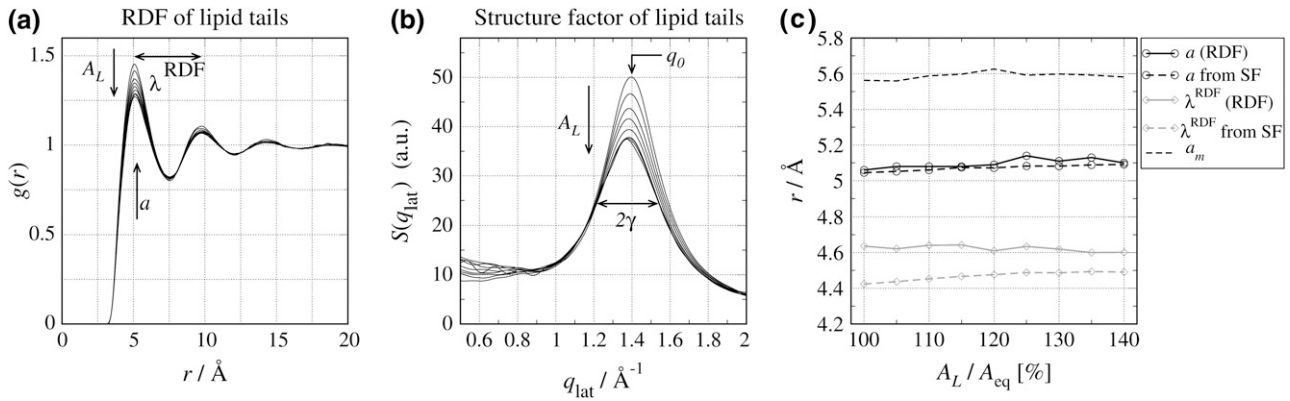 (a) RDF of lipid tails
1.5
1
0.5
0
g(r)
A_L
λ^RDF
a
0 5 10 15 20
r / Å
(b) Structure factor of lipid tails
50
40
30
20
10
0
S(q_lat) (a.u.)
q_0
A_L
2γ
0.6 0.8 1 1.2 1.4 1.6 1.8 2
q_lat / Å^-1
(c)
5.8
5.6
5.4
5.2
5
4.8
4.6
4.4
4.2
r / Å
100 110 120 130 140
A_L / A_eq [%]
a (RDF)
a from SF
λ^RDF (RDF)
λ^RDF from SF
a_m